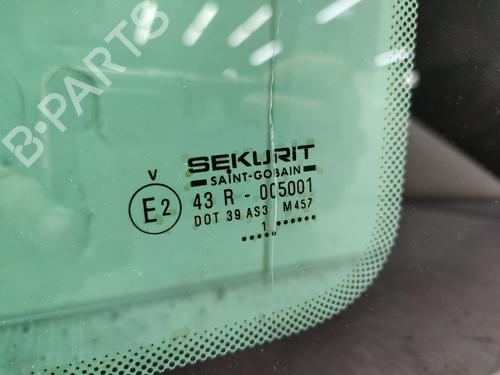 B-PARTS
V
SEKURIT
SAINT-GOBAIN
E2
43 R - 005001
DOT 39 AS3 M457
.....1......